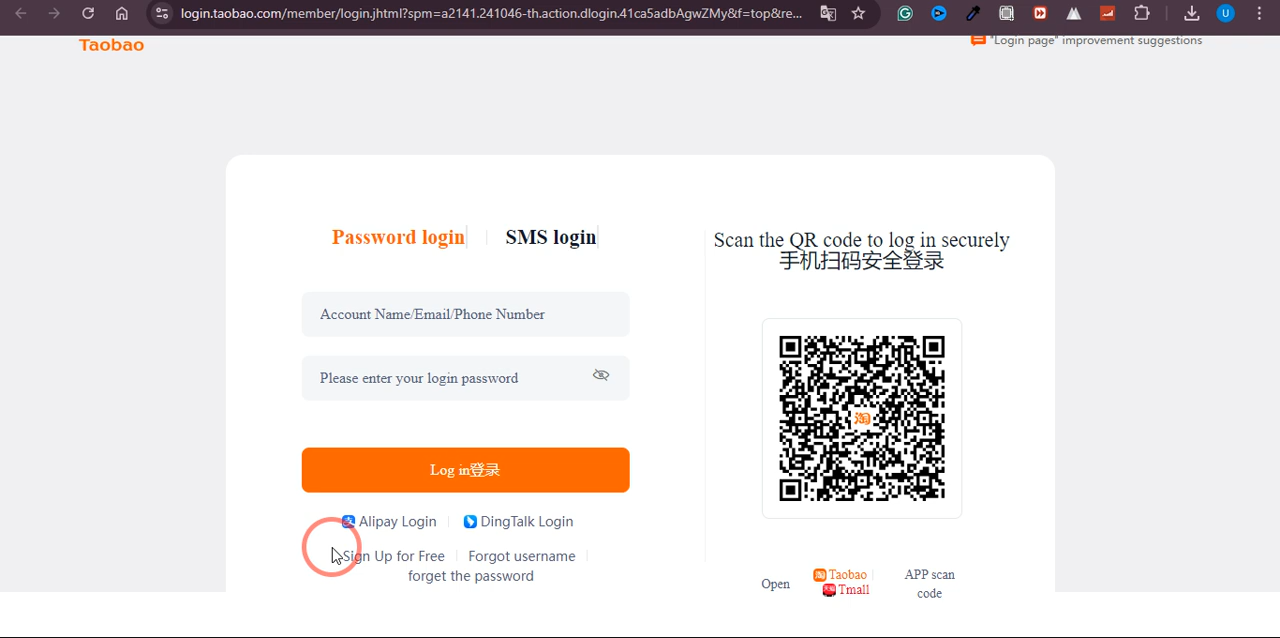 login.taobao.com/member/login.jhtml?spm=a2141.241046-th.action.dlogin.41ca5adbAgwZMy&f=top&re...
U
Taobao
"Login page" improvement suggestions
Password login
SMS login
Account Name/Email/Phone Number
Please enter your login password
Log in登录
Alipay Login
DingTalk Login
Sign Up for Free
Forgot username
forget the password
Scan the QR code to log in securely
手机扫码安全登录
淘
Open
淘 Taobao
Tmall
APP scan
code